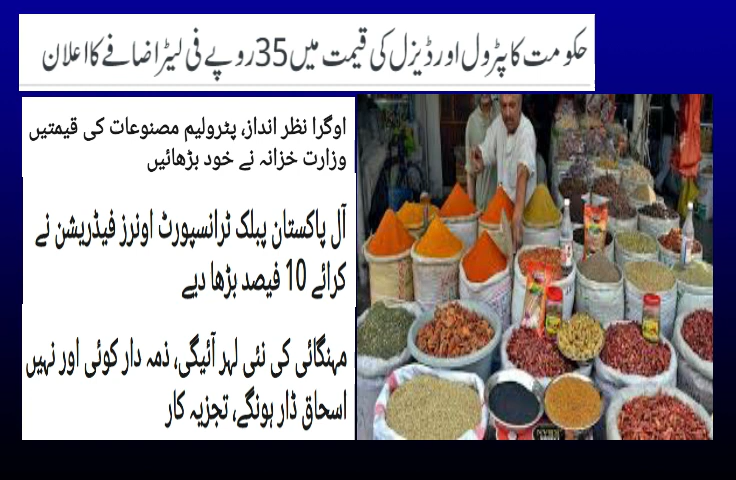 حکومت کا پٹرول اور ڈیزل کی قیمت میں 35 روپے فی لیٹر اضافے کا اعلان
اوگرا نظر انداز، پٹرولیم مصنوعات کی قیمتیں
وزارت خزانہ نے خود بڑھائیں
آل پاکستان پبلک ٹرانسپورٹ اونرز فیڈریشن نے
کرائے 10 فیصد بڑھا دیے
مہنگائی کی نئی لہر آئیگی، ذمہ دار کوئی اور نہیں
اسحاق ڈار ہونگے، تجزیہ کار